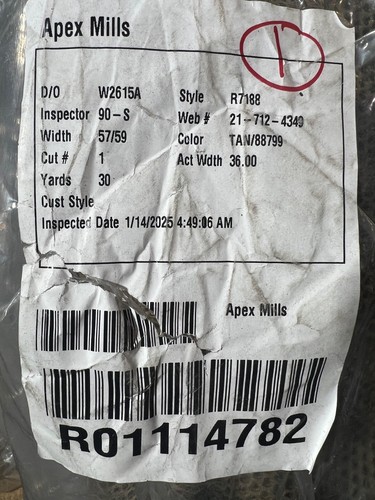 Apex Mills
1
D/O W2615A Style R7188
Inspector 90-S Web # 21-712-4343
Width 57/59 Color TAN/88799
Cut # 1 Act Wdth 36.00
Yards 30
Cust Style
Inspected Date 1/14/2025 4:49:06 AM
Apex Mills
R01114782